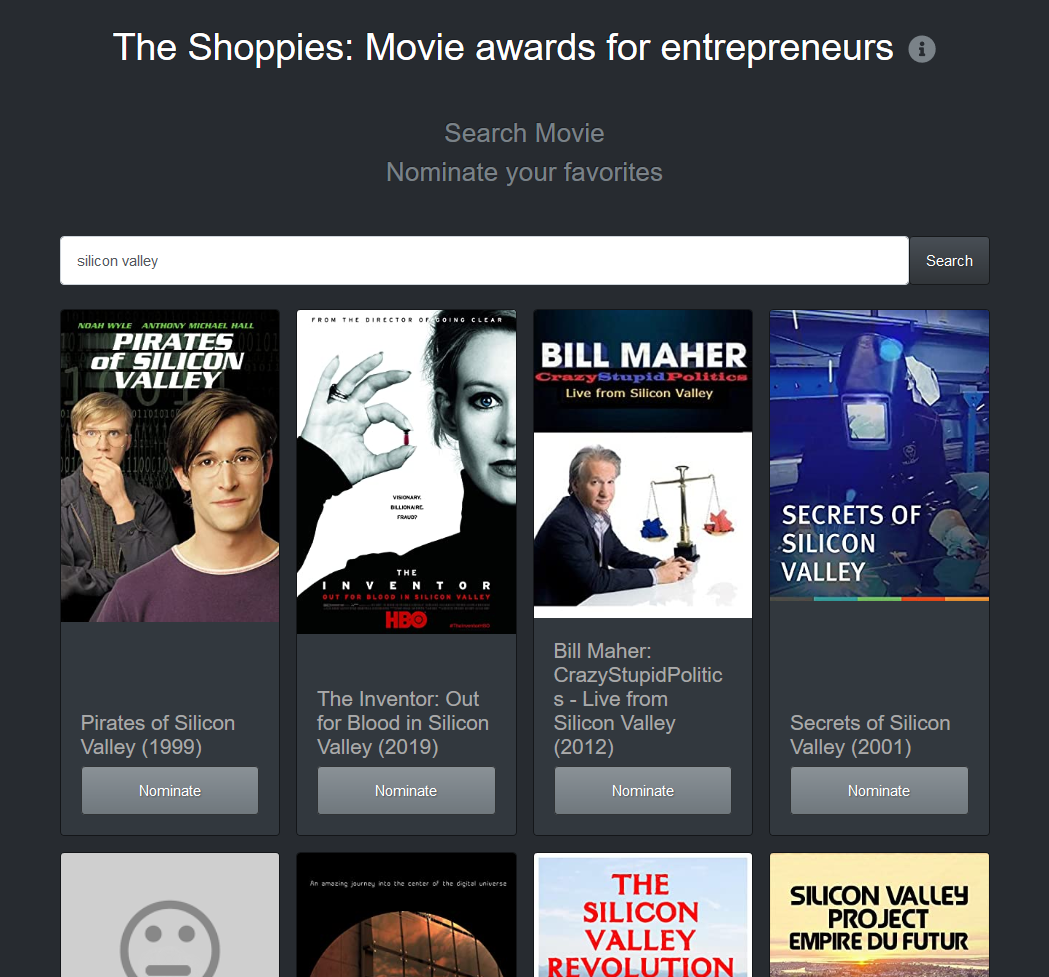 The Shoppies: Movie awards for entrepreneurs
Search Movie
Nominate your favorites
silicon valley
Search
NOAH WYLE ANTHONY MICHAEL HALL
PIRATES
of SILICON
VALLEY
FROM THE DIRECTOR OF GOING CLEAR
VISIONARY.
BILLIONAIRE.
FRAUD?
THE
INVENTOR
OUT FOR BLOOD IN SILICON VALLEY
HBO
#TheInventorHBO
BILL MAHER
CrazyStupidPolitics
Live from Silicon Valley
SECRETS OF
SILICON
VALLEY
Pirates of Silicon
Valley (1999)
Nominate
The Inventor: Out
for Blood in Silicon
Valley (2019)
Nominate
Bill Maher:
CrazyStupidPolitic
s - Live from
Silicon Valley
(2012)
Nominate
Secrets of Silicon
Valley (2001)
Nominate
An amazing journey into the center of the digital universe
THE
SILICON
VALLEY
REVOLUTION
SILICON VALLEY
PROJECT
EMPIRE DU FUTUR